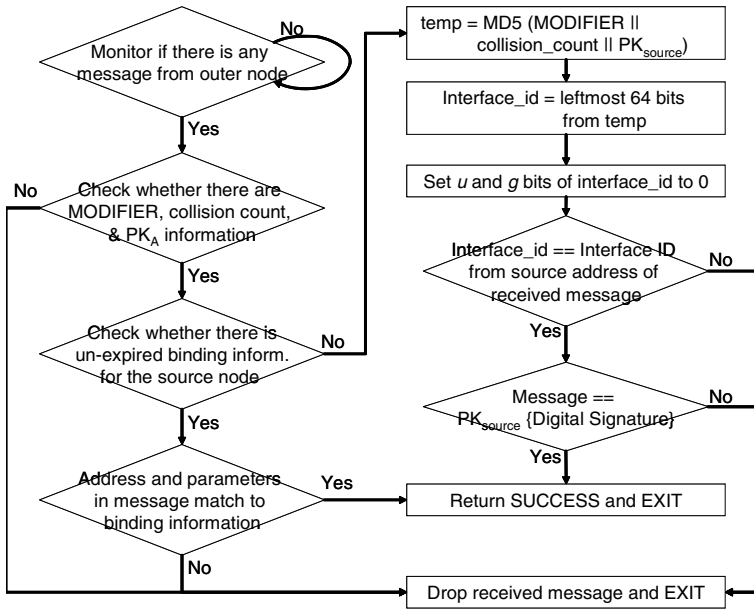 Monitor if there is any
message from outer node
No
Yes
Check whether there are
MODIFIER, collision count,
& PK_A information
No
Yes
Check whether there is
un-expired binding inform.
for the source node
No
Yes
Address and parameters
in message match to
binding information
Yes
No
temp = MD5 (MODIFIER ||
collision_count || PK_source)
Interface_id = leftmost 64 bits
from temp
Set u and g bits of interface_id to 0
Interface_id == Interface ID
from source address of
received message
No
Yes
Message ==
PK_source {Digital Signature}
No
Yes
Return SUCCESS and EXIT
Drop received message and EXIT